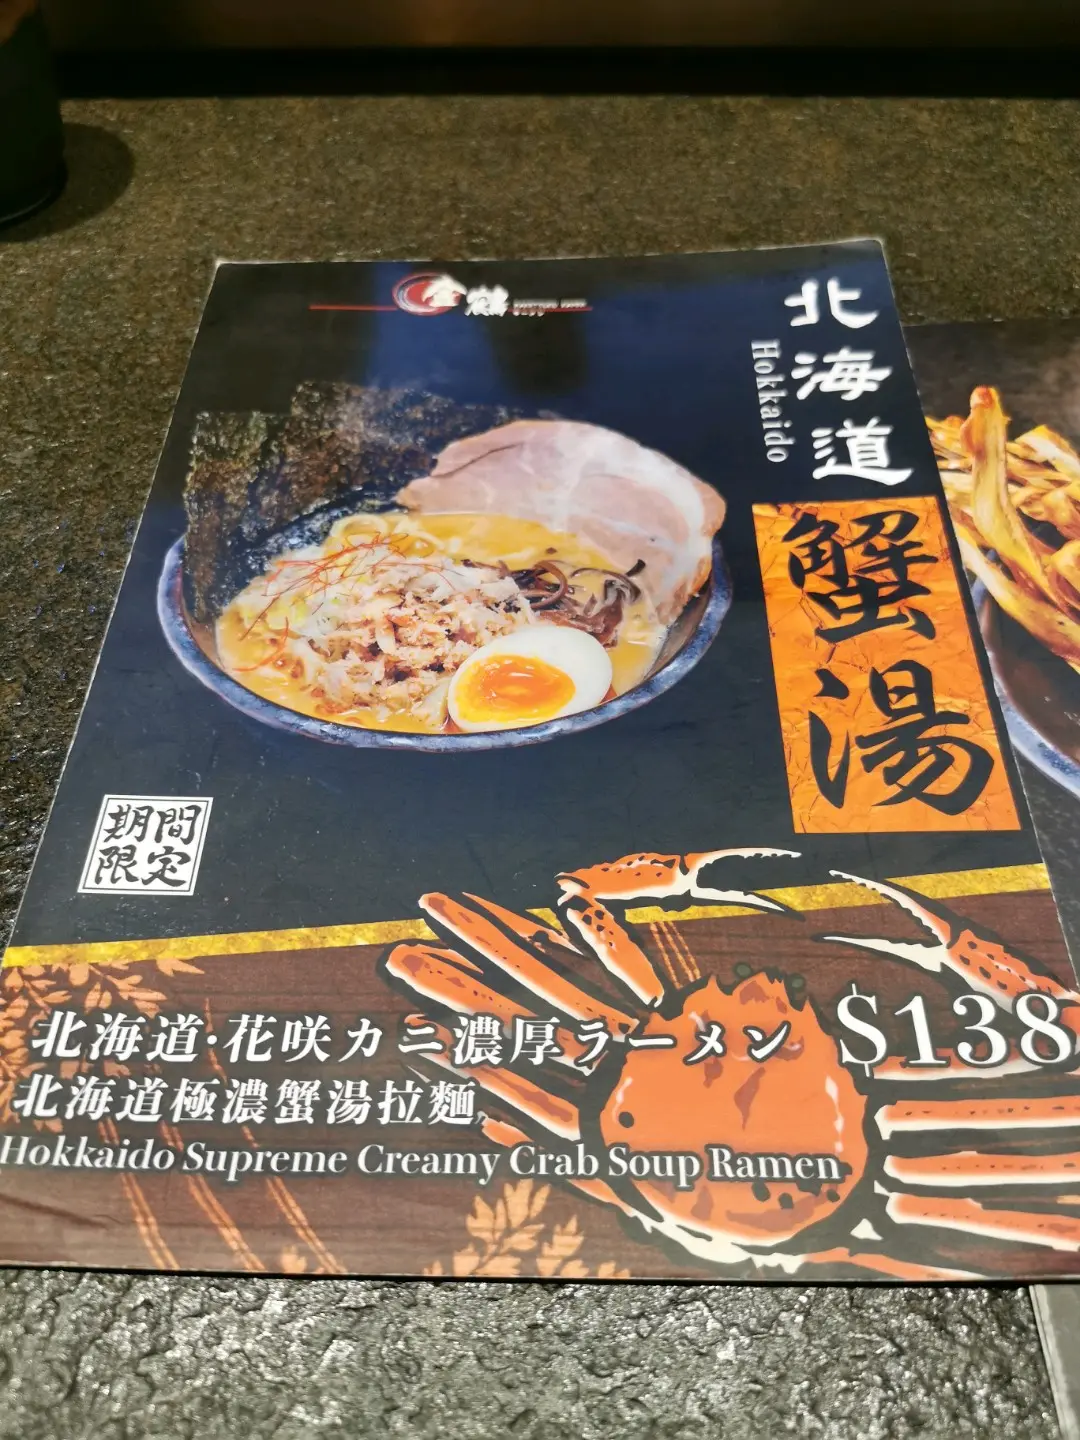 金鶴
北海道
Hokkaido
蟹湯
期間
限定
北海道·花咲カニ濃厚ラーメン
$138
北海道極濃蟹湯拉麵
Hokkaido Supreme Creamy Crab Soup Ramen